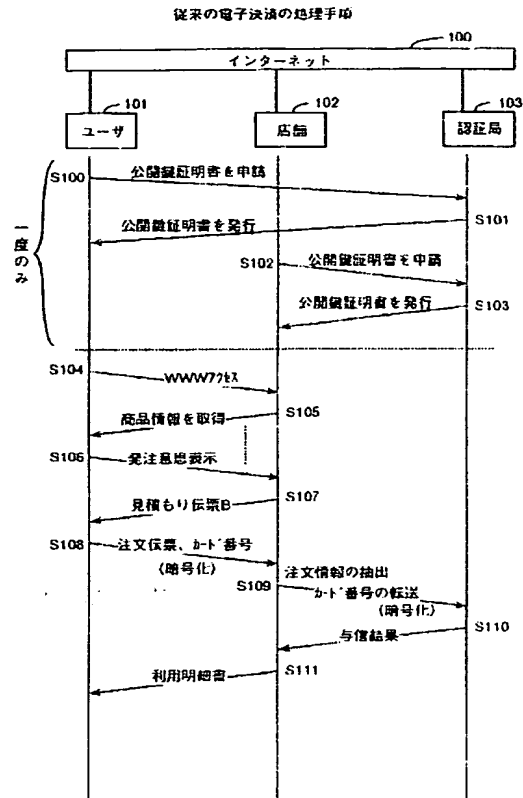 従来の電子決済の処理手順
100
インターネット
101
102
103
ユーザ
店舗
認証局
一度のみ
S100
公開鍵証明書を申請
S101
公開鍵証明書を発行
S102
公開鍵証明書を申請
S103
公開鍵証明書を発行
S104
WWWアクセス
S105
商品情報を取得
S106
発注意思表示
S107
見積もり伝票B
S108
注文伝票、カード番号
(暗号化)
注文情報の抽出
S109
カード番号の転送
(暗号化)
S110
与信結果
S111
利用明細書